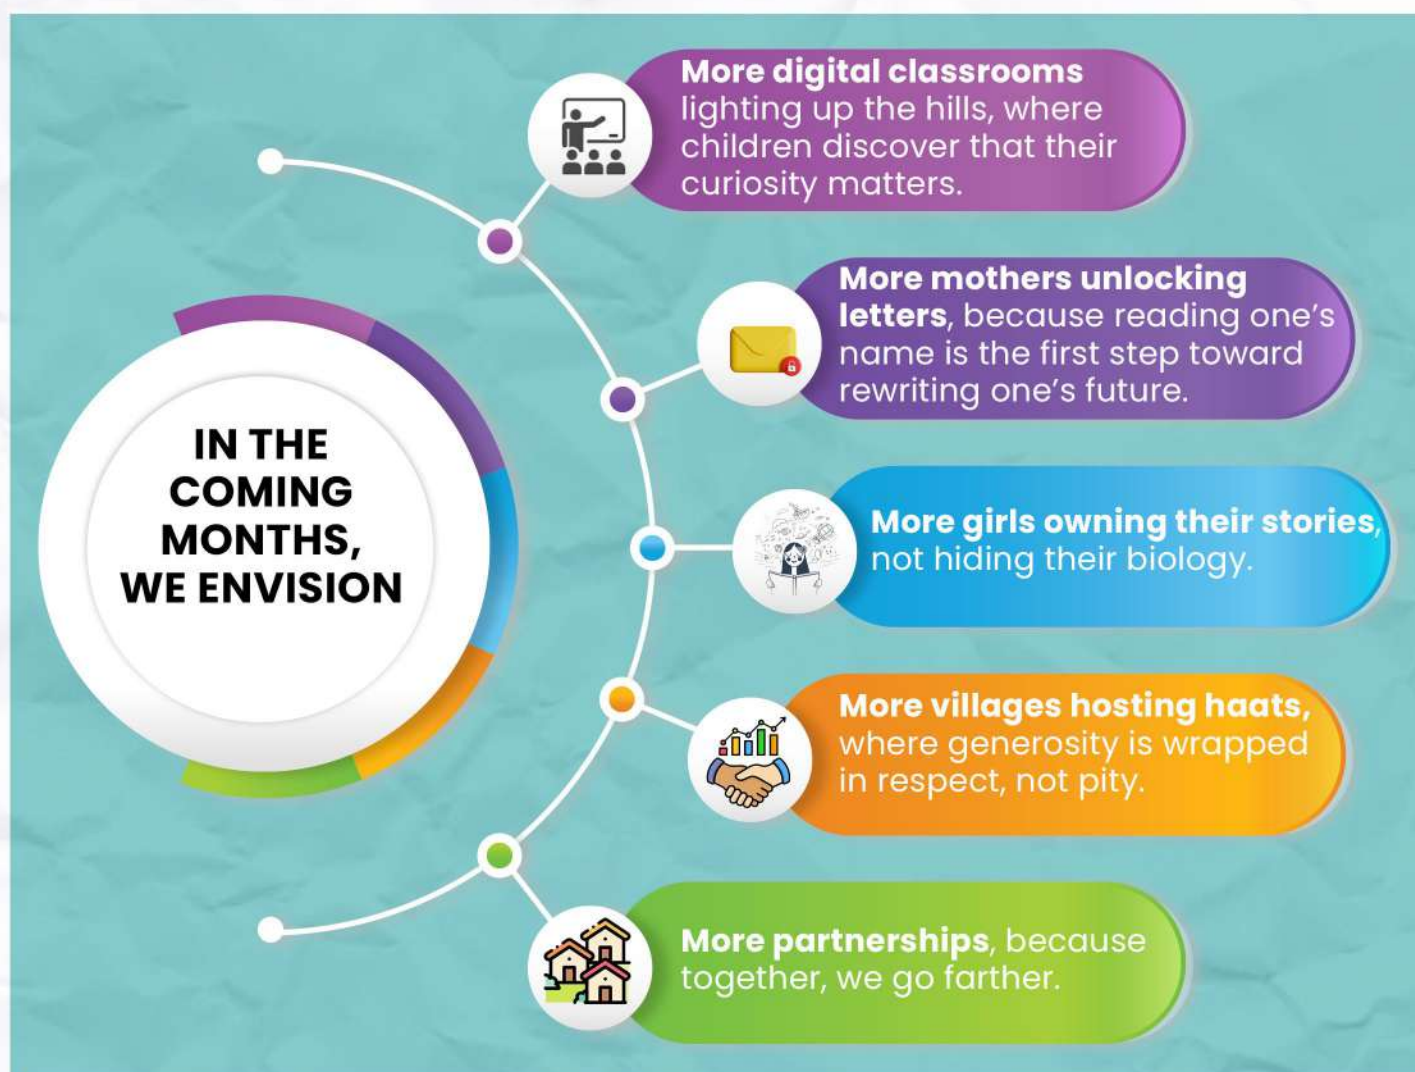 IN THE
COMING
MONTHS,
WE ENVISION
More digital classrooms
lighting up the hills, where
children discover that their
curiosity matters.
More mothers unlocking
letters, because reading one’s
name is the first step toward
rewriting one’s future.
More girls owning their stories,
not hiding their biology.
More villages hosting haats,
where generosity is wrapped
in respect, not pity.
More partnerships, because
together, we go farther.